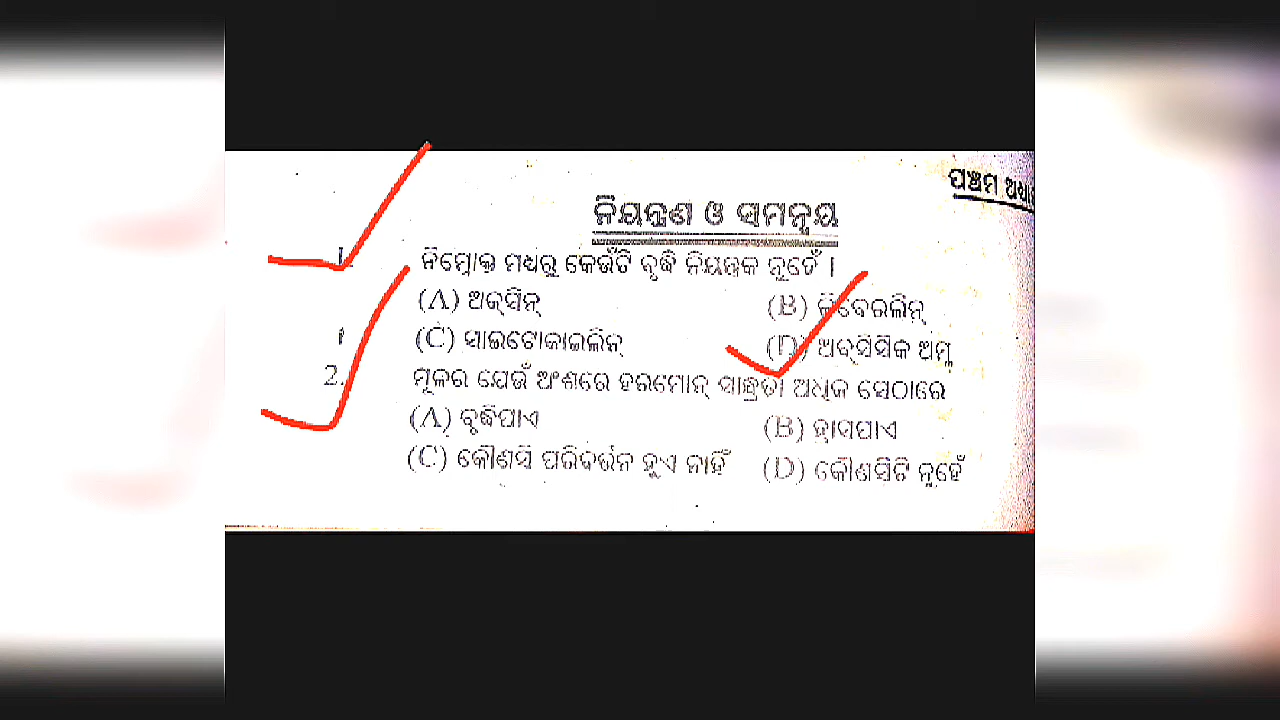 ପଞ୍ଚମ
ନିୟନ୍ତ୍ରଣ ଓ ସମନ୍ୱୟ
1. ନିମ୍ନୋକ୍ତ ମଧ୍ୟରୁ କେଉଁଟି ବୃଦ୍ଧି ନିୟନ୍ତ୍ରକ ନୁହେଁ ।
(A) ଅକ୍‌ସିନ୍ (B) ଜିବେରଲିନ୍
(C) ସାଇଟୋକାଇନିନ୍ (D) ଅବ୍‌ସିସିକ ଅମ୍ଳ
2. ମୂଳର ଯେଉଁ ଅଂଶରେ ହରମୋନ୍ ସାନ୍ଦ୍ରତା ଅଧିକ ସେଠାରେ
(A) ବୃଦ୍ଧିପାଏ (B) ହ୍ରାସପାଏ
(C) କୌଣସି ପରିବର୍ତ୍ତନ ହୁଏ ନାହିଁ (D) କୌଣସିଟି ନୁହେଁ